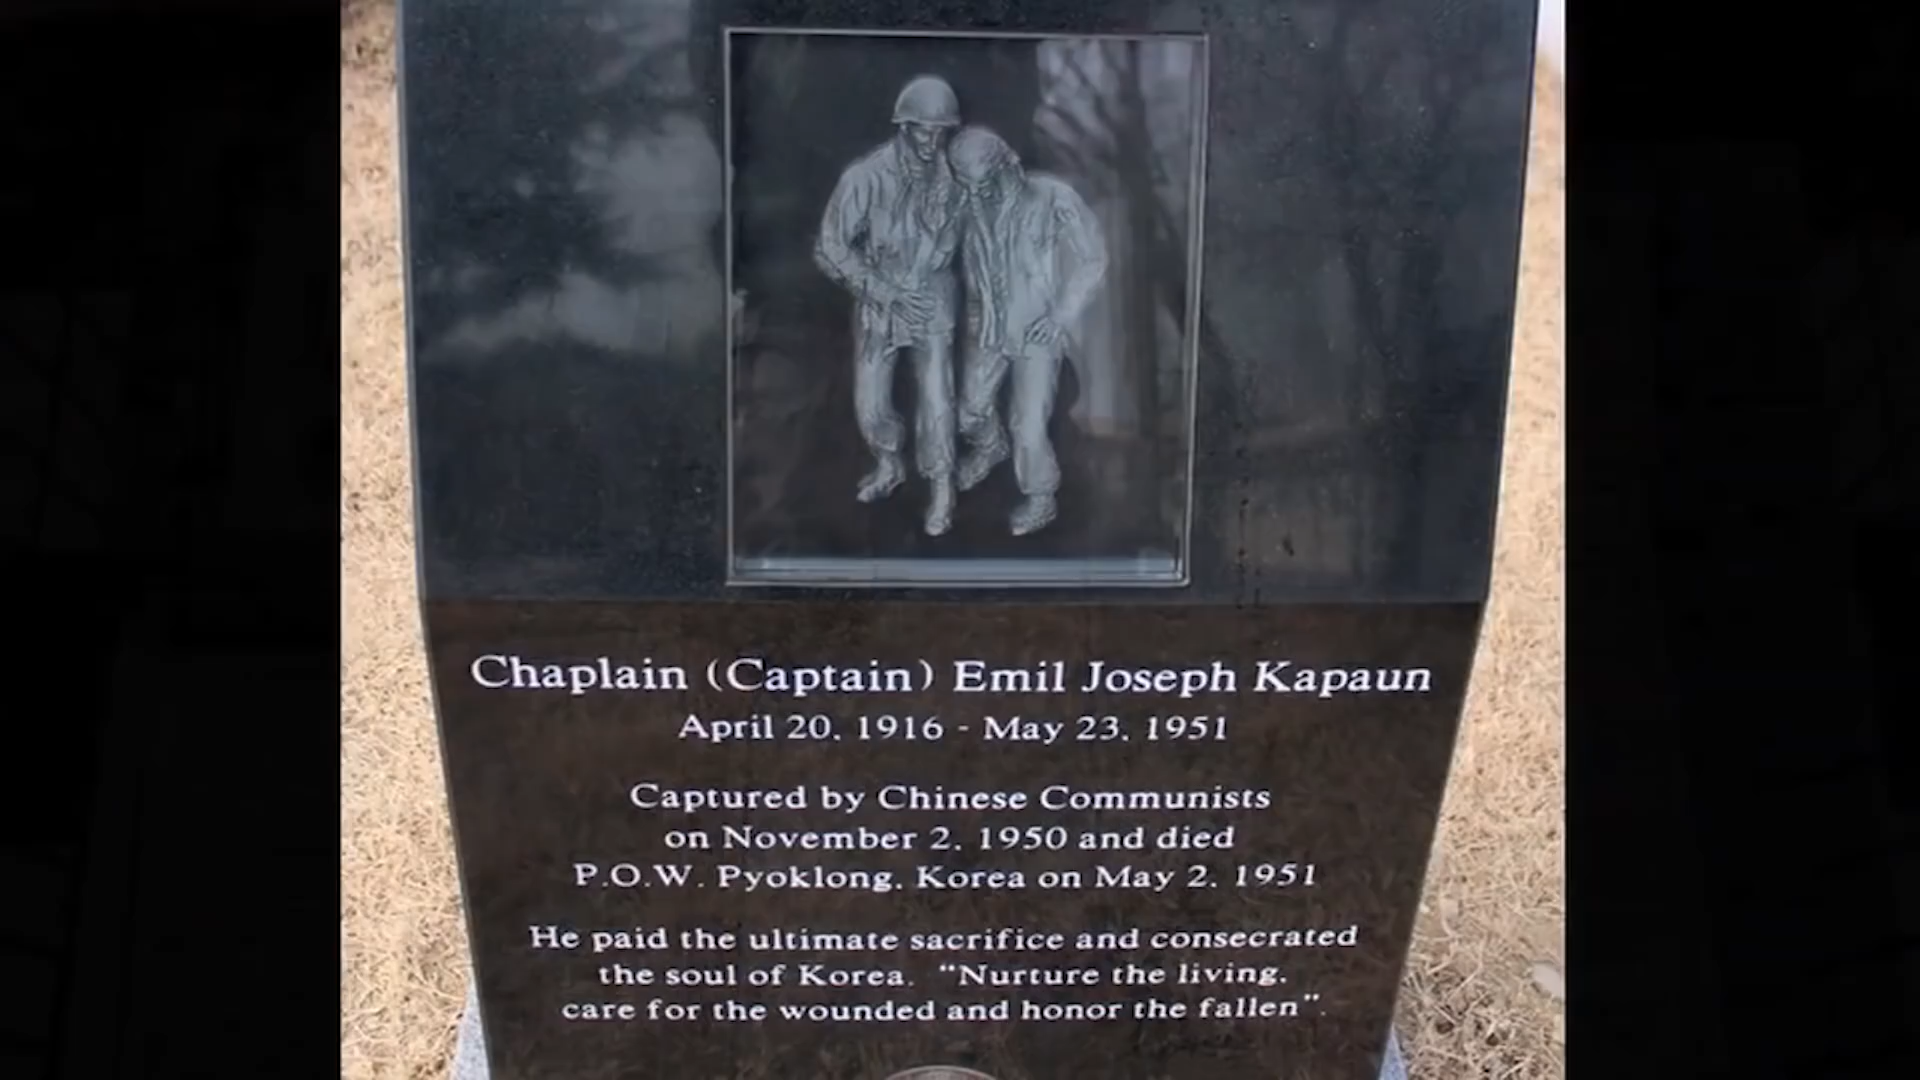 Chaplain (Captain) Emil Joseph Kapaun
April 20, 1916 - May 23, 1951
Captured by Chinese Communists
on November 2, 1950 and died
P.O.W. Pyoklong, Korea on May 2, 1951
He paid the ultimate sacrifice and consecrated
the soul of Korea. "Nurture the living,
care for the wounded and honor the fallen".